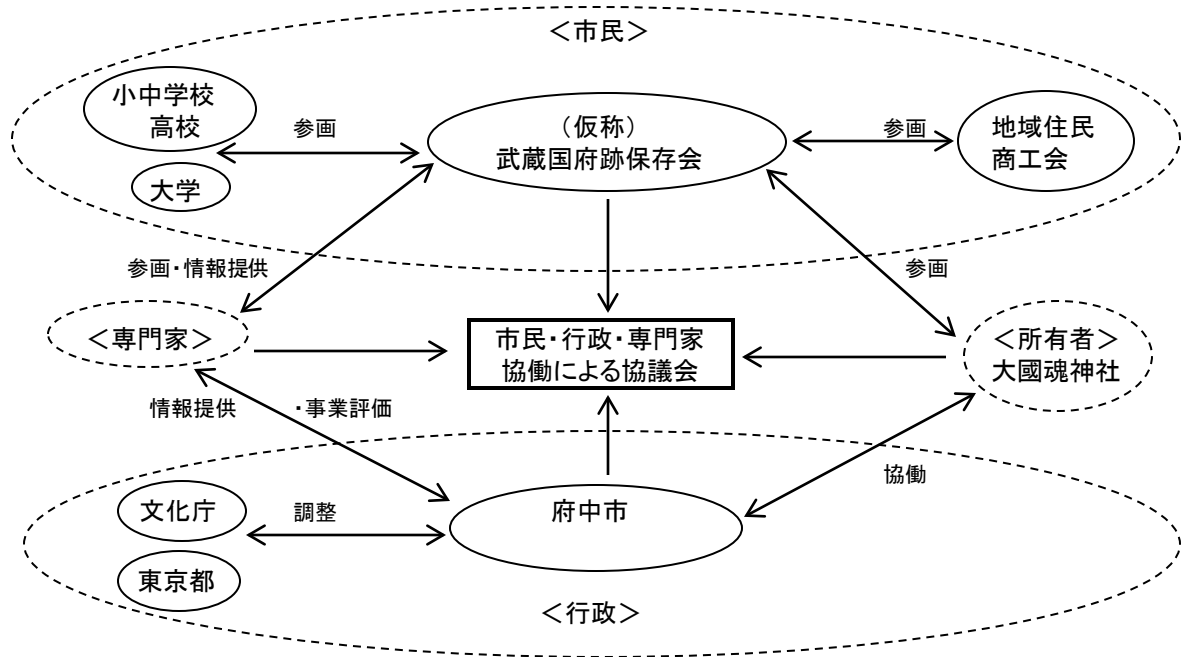 ＜市民＞
小中学校
高校
大学
参画
（仮称）
武蔵国府跡保存会
参画
地域住民
商工会
参画・情報提供
参画
＜専門家＞
市民・行政・専門家
協働による協議会
＜所有者＞
大國魂神社
情報提供　・事業評価
協働
文化庁
東京都
調整
府中市
＜行政＞